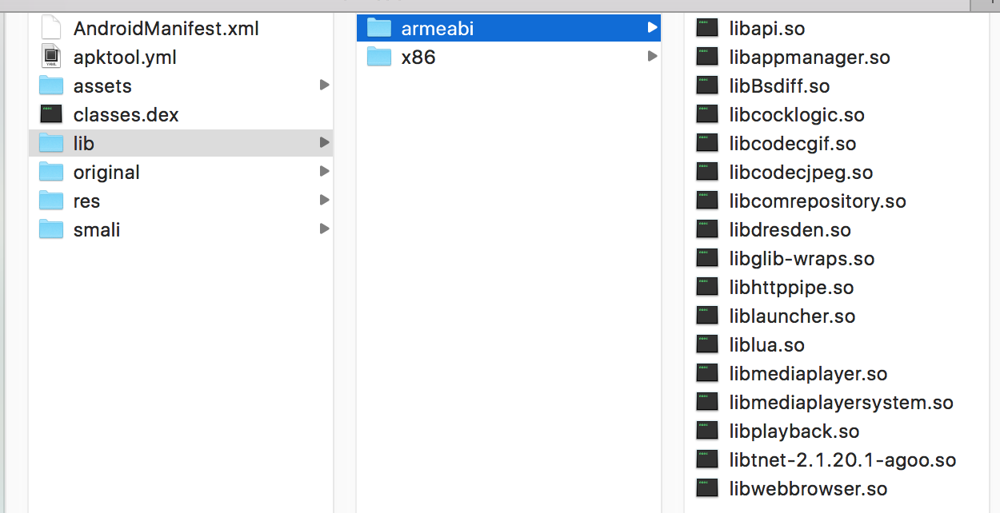 AndroidManifest.xml
apktool.yml
assets
classes.dex
lib
original
res
smali
armeabi
x86
libapi.so
libappmanager.so
libBsdiff.so
libcocklogic.so
libcodecgif.so
libcodecjpeg.so
libcomrepository.so
libdresden.so
libglib-wraps.so
libhttppipe.so
liblauncher.so
liblua.so
libmediaplayer.so
libmediaplayersystem.so
libplayback.so
libtnet-2.1.20.1-agoo.so
libwebbrowser.so